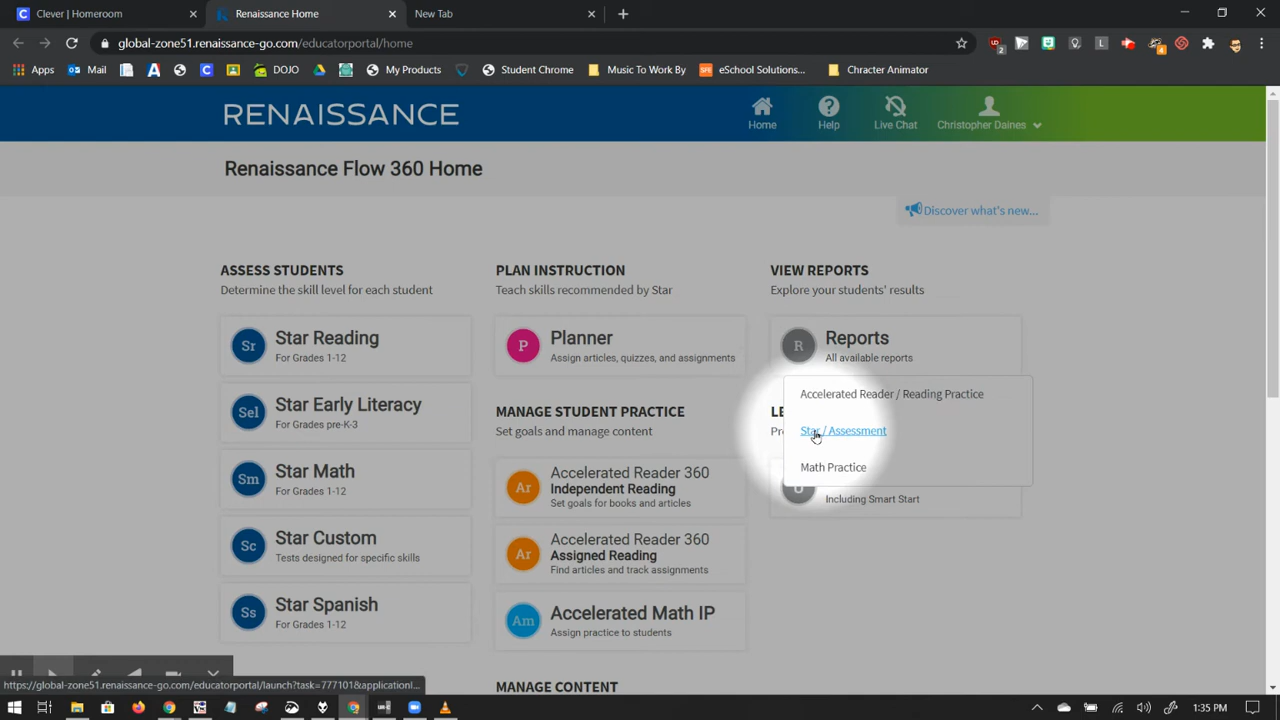 Clever | Homeroom
Renaissance Home
New Tab
global-zone51.renaissance-go.com/educatorportal/home
Apps
Mail
DOJO
My Products
Student Chrome
Music To Work By
SFE
eSchool Solutions...
Chracter Animator
RENAISSANCE
Home
Help
Live Chat
Christopher Daines
Renaissance Flow 360 Home
Discover what's new...
ASSESS STUDENTS
Determine the skill level for each student
Sr
Star Reading
For Grades 1-12
Sel
Star Early Literacy
For Grades pre-K-3
Sm
Star Math
For Grades 1-12
Sc
Star Custom
Tests designed for specific skills
Ss
Star Spanish
For Grades 1-12
PLAN INSTRUCTION
Teach skills recommended by Star
P
Planner
Assign articles, quizzes, and assignments
MANAGE STUDENT PRACTICE
Set goals and manage content
Ar
Accelerated Reader 360
Independent Reading
Set goals for books and articles
Ar
Accelerated Reader 360
Assigned Reading
Find articles and track assignments
Am
Accelerated Math IP
Assign practice to students
MANAGE CONTENT
VIEW REPORTS
Explore your students' results
R
Reports
All available reports
Accelerated Reader / Reading Practice
Star / Assessment
Math Practice
Including Smart Start
https://global-zone51.renaissance-go.com/educatorportal/launch?task=777101&applicationI...
1:35 PM